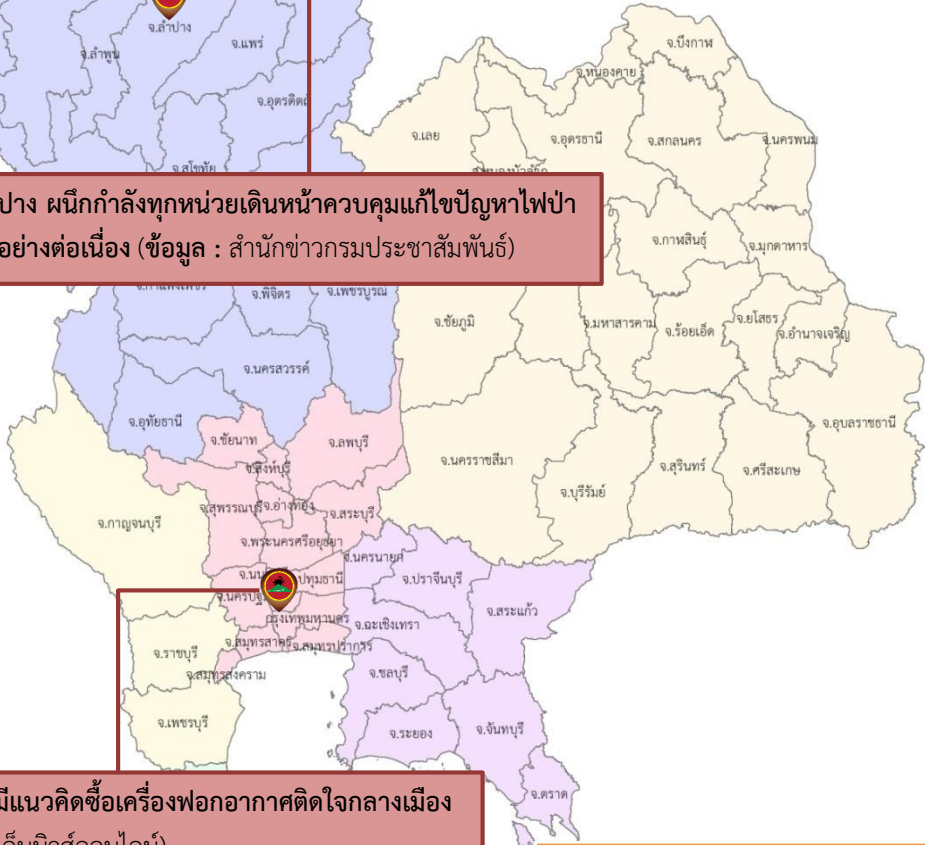 จ.ลำปาง
จ.แพร่
จ.ลำพูน
จ.อุตรดิตถ์
จ.สุโขทัย
จ.บึงกาฬ
จ.หนองคาย
จ.เลย
จ.อุดรธานี
จ.สกลนคร
จ.นครพนม
ปาง ผนึกกำลังทุกหน่วยเดินหน้าควบคุมแก้ไขปัญหาไฟป่า
อย่างต่อเนื่อง (ข้อมูล : สำนักข่าวกรมประชาสัมพันธ์)
จ.กาฬสินธุ์
จ.มุกดาหาร
จ.กำแพงเพชร
จ.พิจิตร
จ.เพชรบูรณ์
จ.ชัยภูมิ
จ.มหาสารคาม
จ.ร้อยเอ็ด
จ.ยโสธร
จ.อำนาจเจริญ
จ.นครสวรรค์
จ.อุทัยธานี
จ.ชัยนาท
จ.ลพบุรี
จ.อุบลราชธานี
จ.สิงห์บุรี
จ.นครราชสีมา
จ.สุรินทร์
จ.ศรีสะเกษ
จ.บุรีรัมย์
จ.กาญจนบุรี
จ.สุพรรณบุรี
จ.อ่างทอง
จ.สระบุรี
จ.พระนครศรีอยุธยา
จ.นครนายก
จ.ปทุมธานี
จ.ปราจีนบุรี
จ.สระแก้ว
กรุงเทพมหานคร
จ.ฉะเชิงเทรา
จ.สมุทรสาคร
จ.สมุทรปราการ
จ.ราชบุรี
จ.สมุทรสงคราม
จ.ชลบุรี
จ.เพชรบุรี
จ.ระยอง
จ.จันทบุรี
จ.ตราด
มีแนวคิดซื้อเครื่องฟอกอากาศติดใจกลางเมือง